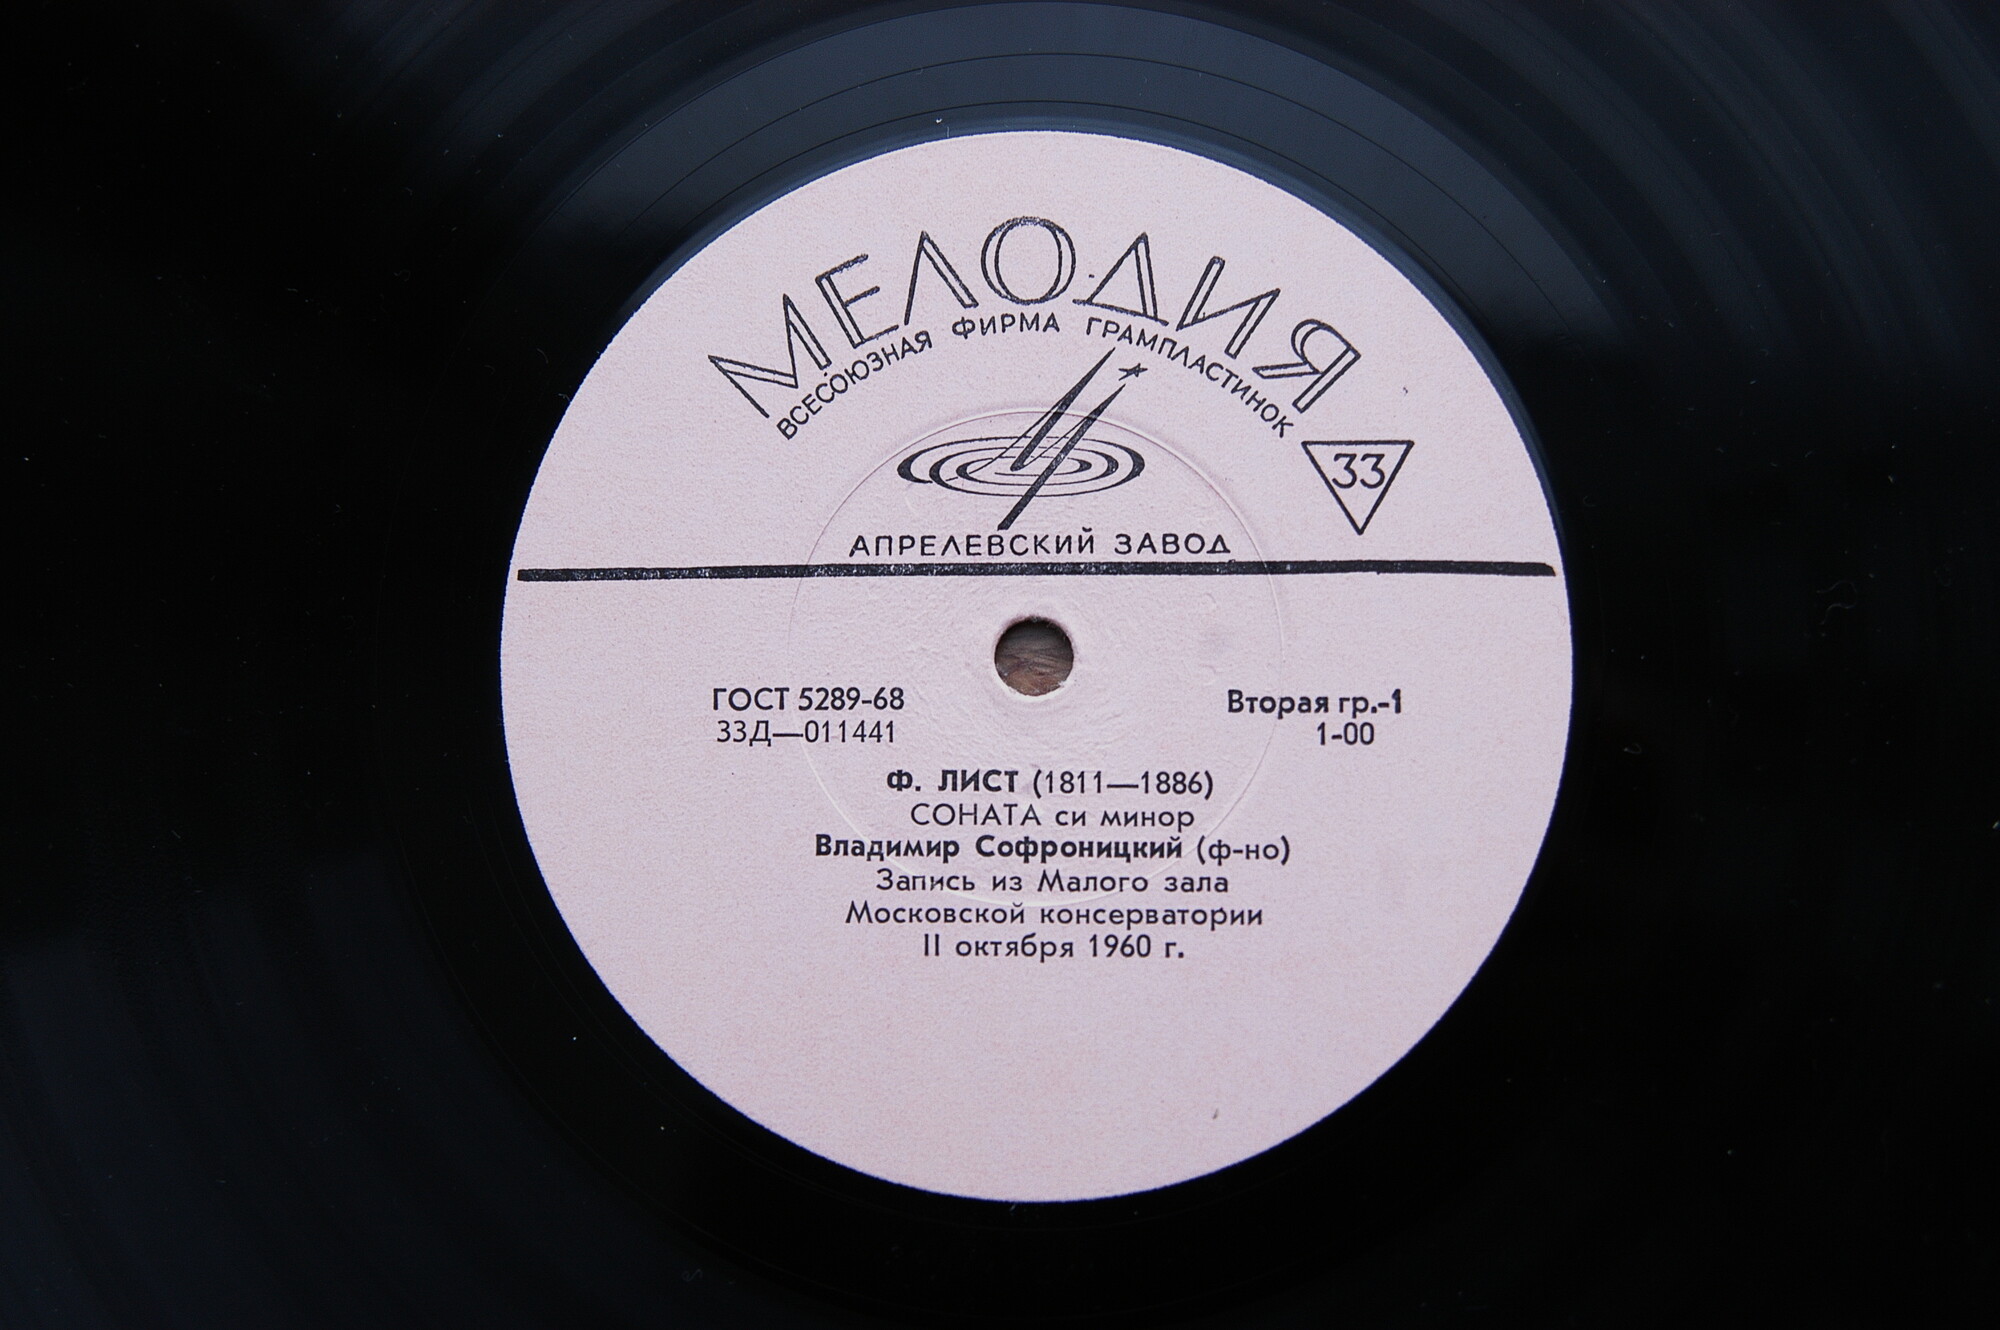 МЕЛОДИЯ
ВСЕСОЮЗНАЯ ФИРМА ГРАМПЛАСТИНОК
33
АПРЕЛЕВСКИЙ ЗАВОД
ГОСТ 5289-68
33Д—011441
Вторая гр.-1
1-00
Ф. ЛИСТ (1811—1886)
СОНАТА си минор
Владимир Софроницкий (ф-но)
Запись из Малого зала
Московской консерватории
11 октября 1960 г.